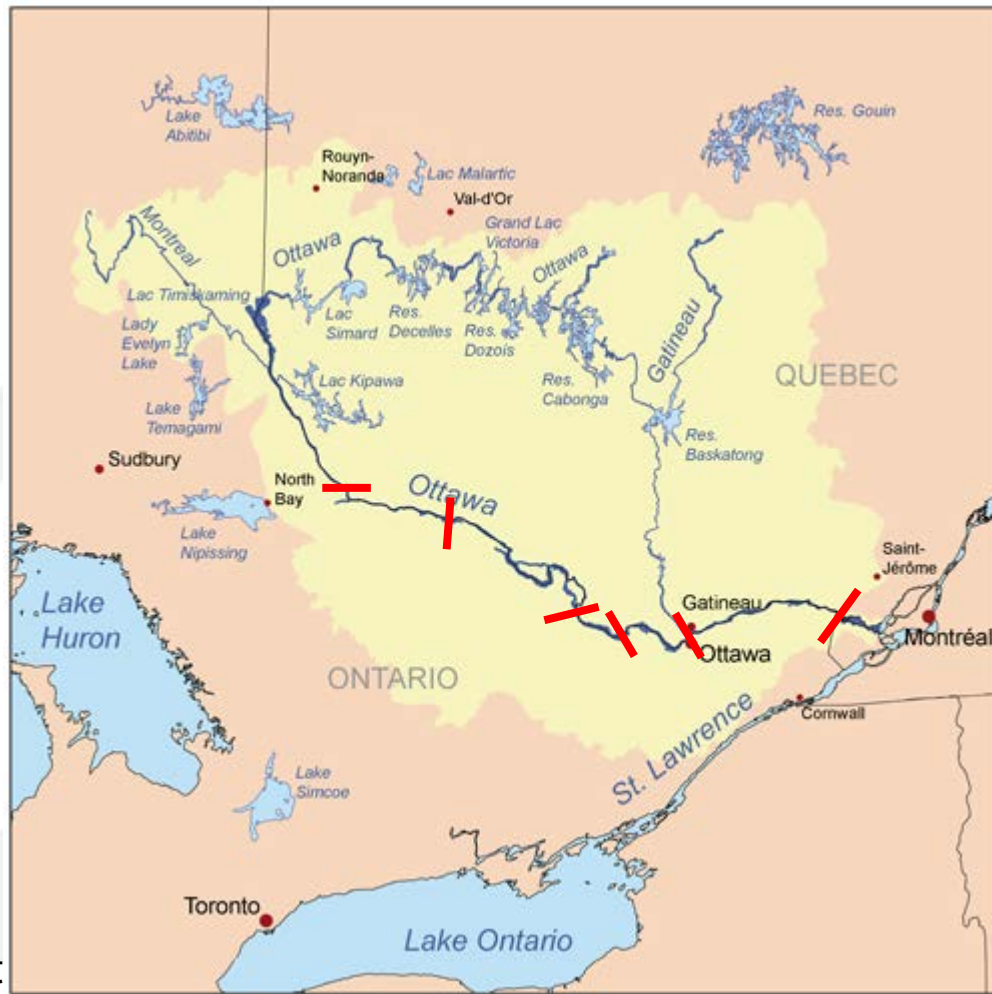 Lake
Abitibi
Res. Gouin
Rouyn-
Noranda
Lac Malartic
Val-d'Or
Montreal
Ottawa
Grand Lac
Victoria
Ottawa
Lac Timiskaming
Lac
Simard
Res.
Decelles
Res.
Dozois
Gatineau
Lady
Evelyn
Lake
Lac Kipawa
Res.
Cabonga
QUEBEC
Lake
Temagami
Res.
Baskatong
Sudbury
North
Bay
Ottawa
Lake
Nipissing
Saint-
Jérôme
Lake
Huron
Gatineau
Montréal
Ottawa
ONTARIO
Cornwall
St. Lawrence
Lake
Simcoe
Toronto
Lake Ontario